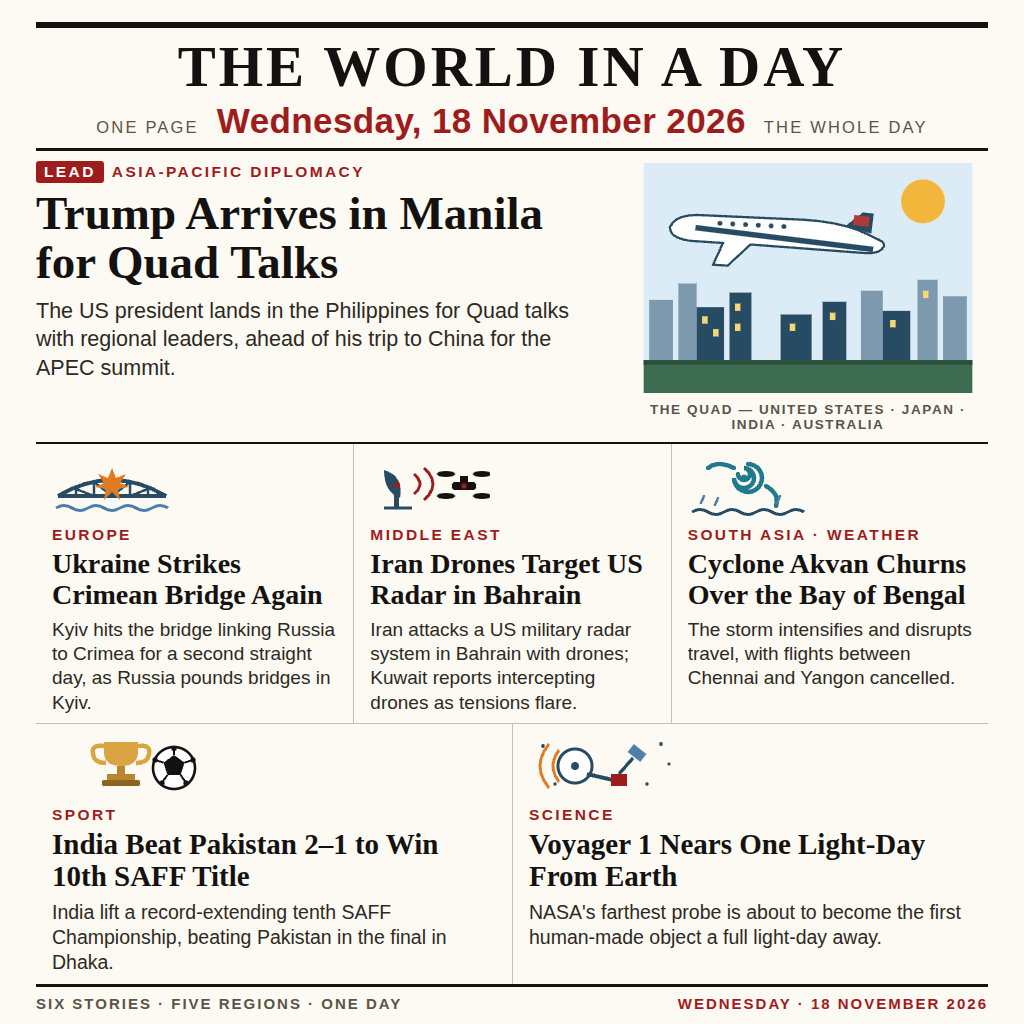 THE WORLD IN A DAY
ONE PAGE Wednesday, 18 November 2026 THE WHOLE DAY
LEAD ASIA-PACIFIC DIPLOMACY
Trump Arrives in Manila
for Quad Talks
The US president lands in the Philippines for Quad talks
with regional leaders, ahead of his trip to China for the
APEC summit.
THE QUAD — UNITED STATES · JAPAN ·
INDIA · AUSTRALIA
EUROPE
Ukraine Strikes
Crimean Bridge Again
Kyiv hits the bridge linking Russia
to Crimea for a second straight
day, as Russia pounds bridges in
Kyiv.
MIDDLE EAST
Iran Drones Target US
Radar in Bahrain
Iran attacks a US military radar
system in Bahrain with drones;
Kuwait reports intercepting
drones as tensions flare.
SOUTH ASIA · WEATHER
Cyclone Akvan Churns
Over the Bay of Bengal
The storm intensifies and disrupts
travel, with flights between
Chennai and Yangon cancelled.
SPORT
India Beat Pakistan 2–1 to Win
10th SAFF Title
India lift a record-extending tenth SAFF
Championship, beating Pakistan in the final in
Dhaka.
SCIENCE
Voyager 1 Nears One Light-Day
From Earth
NASA's farthest probe is about to become the first
human-made object a full light-day away.
SIX STORIES · FIVE REGIONS · ONE DAY
WEDNESDAY · 18 NOVEMBER 2026